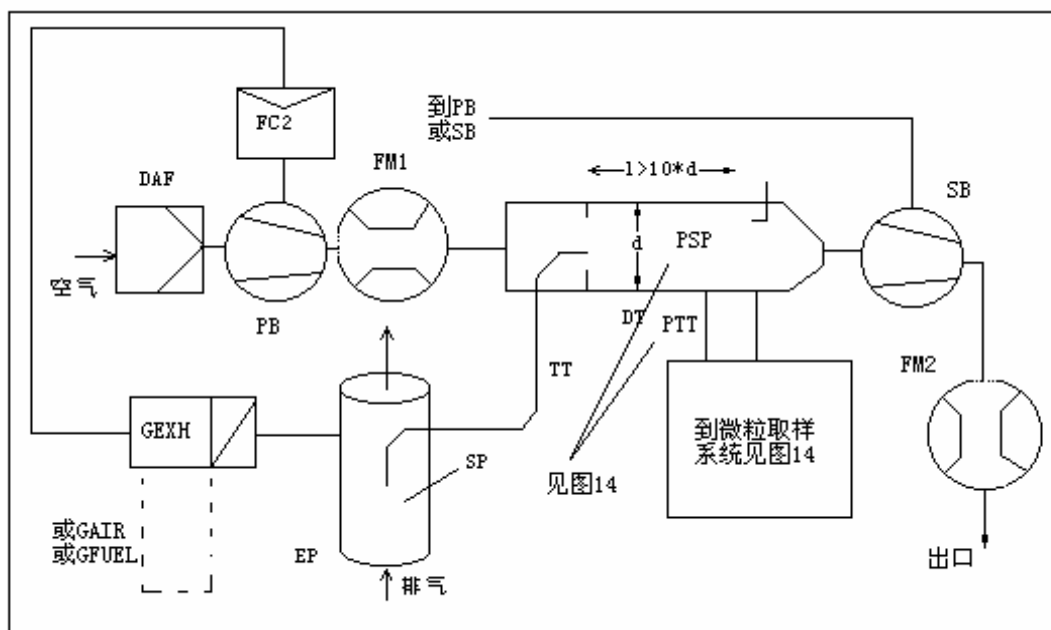 到PB
或SB
FC2
FM1
DAF
l>10*d
SB
d
PSP
空气
PB
DT
PTT
TT
FM2
GEXH
到微粒取样
系统见图14
SP
见图14
或GAIR
或GFUEL
EP
排气
出口